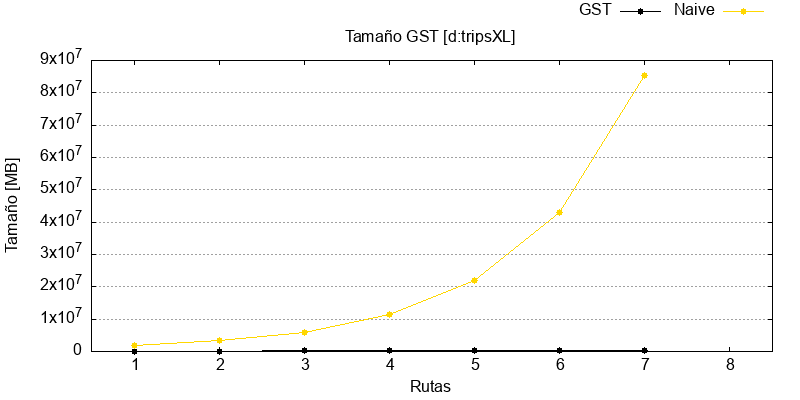 GST Naive
Tamaño GST [d:tripsXL]
9x10^7
8x10^7
7x10^7
6x10^7
5x10^7
4x10^7
3x10^7
2x10^7
1x10^7
0
Tamaño [MB]
1 2 3 4 5 6 7 8
Rutas